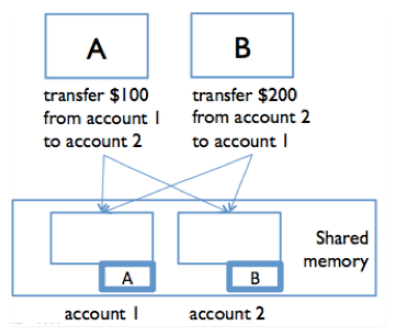 A
B
transfer $100
from account 1
to account 2
transfer $200
from account 2
to account 1
Shared
memory
A
B
account 1
account 2